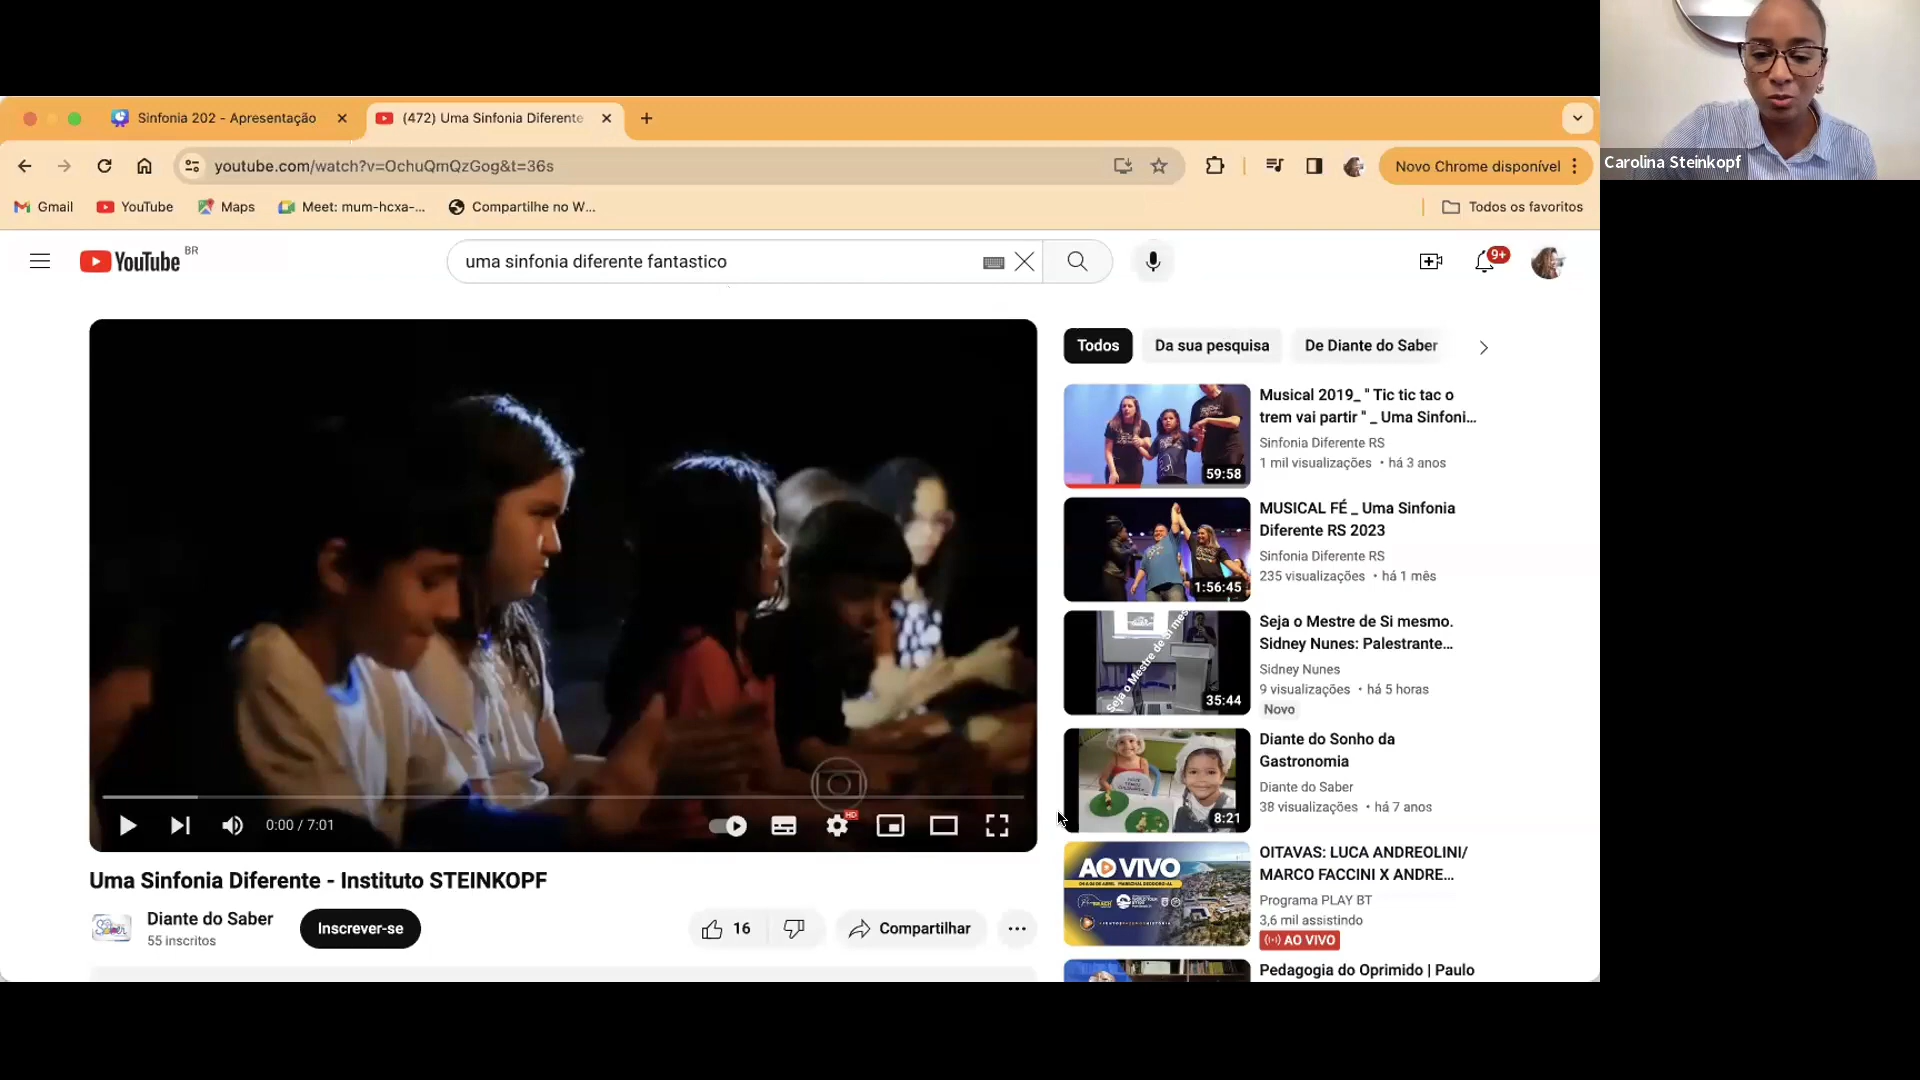 Sinfonia 202 - Apresentação
(472) Uma Sinfonia Diferente
youtube.com/watch?v=OchuQmQzGog&t=36s
Novo Chrome disponível
Gmail
YouTube
Maps
Meet: mum-hcxa-...
Compartilhe no W...
Todos os favoritos
YouTube BR
uma sinfonia diferente fantastico
9+
Todos
Da sua pesquisa
De Diante do Saber
Musical 2019_ " Tic tic tac o
trem vai partir " _ Uma Sinfoni...
Sinfonia Diferente RS
1 mil visualizações • há 3 anos
59:58
MUSICAL FÉ _ Uma Sinfonia
Diferente RS 2023
Sinfonia Diferente RS
235 visualizações • há 1 mês
1:56:45
Seja o Mestre de Si mesmo.
Sidney Nunes: Palestrante...
Sidney Nunes
9 visualizações • há 5 horas
Novo
Seja o Mestre de Si mes
35:44
Diante do Sonho da
Gastronomia
Diante do Saber
38 visualizações • há 7 anos
8:21
OITAVAS: LUCA ANDREOLINI/
MARCO FACCINI X ANDRE...
Programa PLAY BT
3,6 mil assistindo
AO VIVO
AO VIVO
Pedagogia do Oprimido | Paulo
0:00 / 7:01
HD
Uma Sinfonia Diferente - Instituto STEINKOPF
Diante do Saber
55 inscritos
Inscrever-se
16
Compartilhar
Carolina Steinkopf